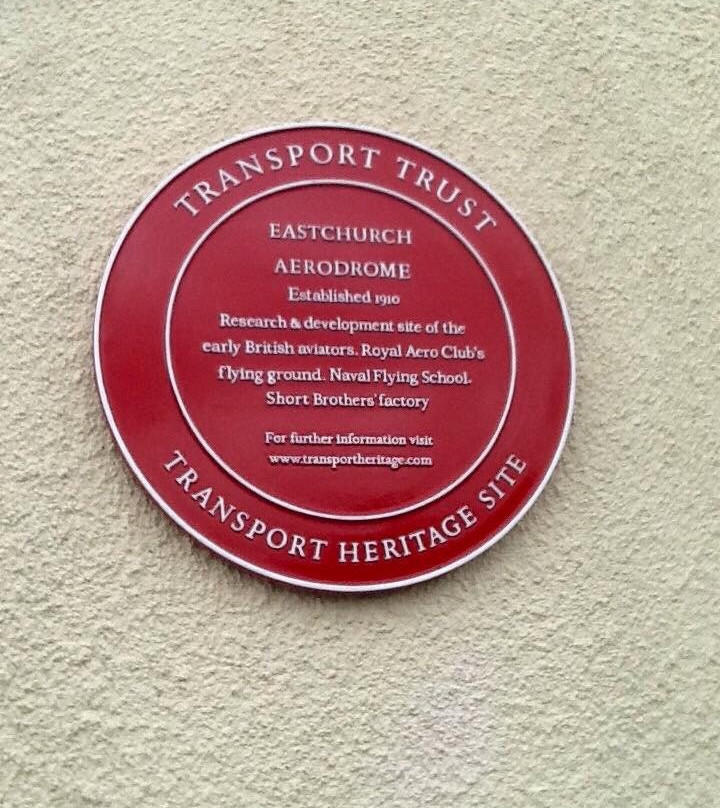 TRANSPORT TRUST
EASTCHURCH
AERODROME
Established 1910
Research & development site of the
early British aviators. Royal Aero Club's
flying ground. Naval Flying School.
Short Brothers' factory
For further information visit
www.transportheritage.com
TRANSPORT HERITAGE SITE